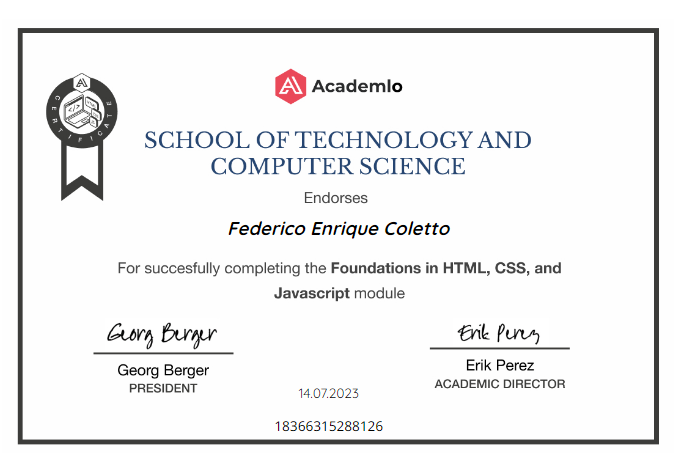 Academlo
CERTIFICATE
</>
SCHOOL OF TECHNOLOGY AND
COMPUTER SCIENCE
Endorses
Federico Enrique Coletto
For succesfully completing the Foundations in HTML, CSS, and
Javascript module
Georg Berger
Erik Perez
Georg Berger
PRESIDENT
Erik Perez
ACADEMIC DIRECTOR
14.07.2023
18366315288126